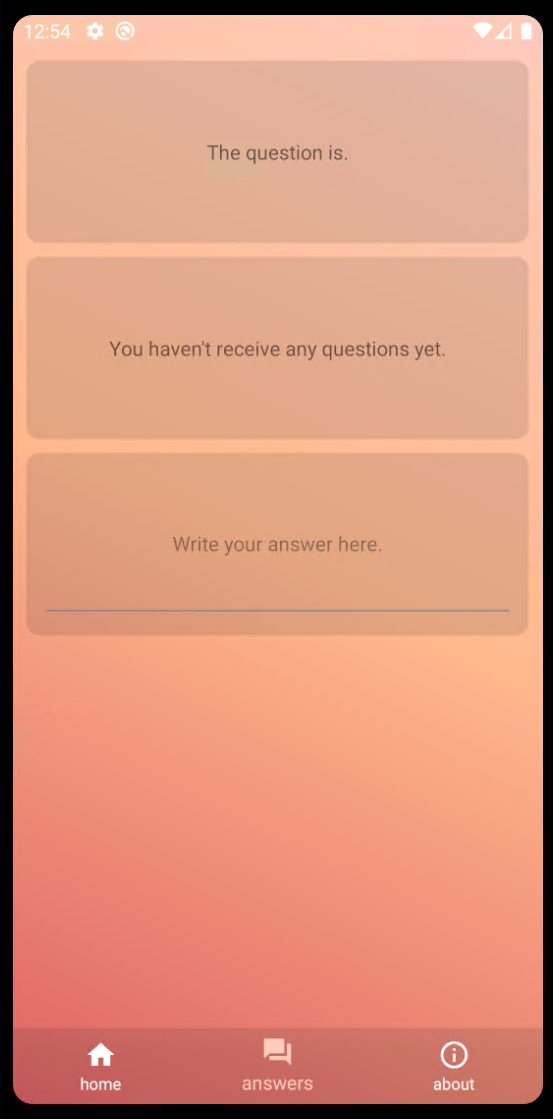 12:54
The question is.
You haven't receive any questions yet.
Write your answer here.
home
answers
about